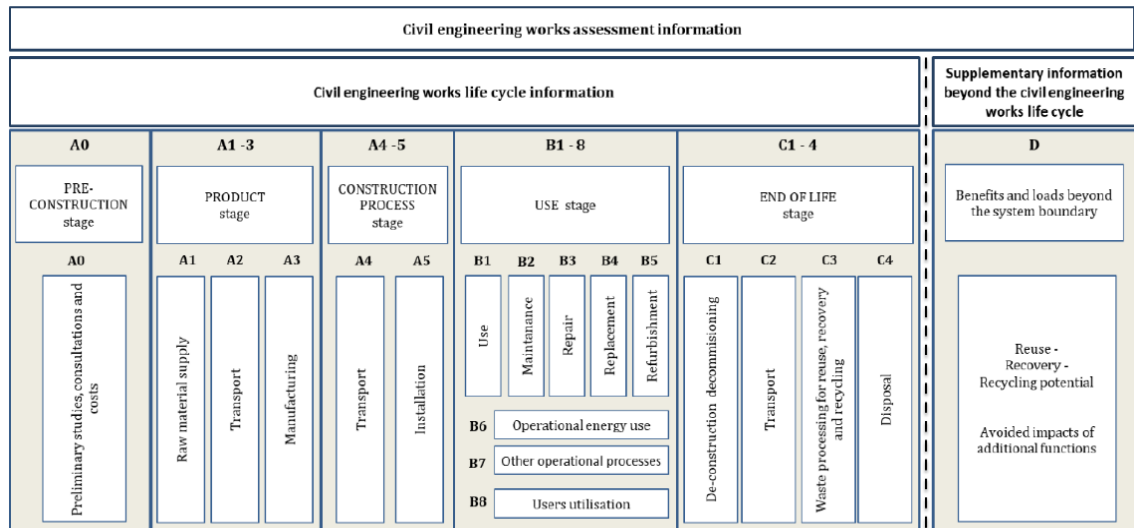 Civil engineering works assessment information
Civil engineering works life cycle information
Supplementary information
beyond the civil engineering
works life cycle
A0
A1 -3
A4 -5
B1 - 8
C1 - 4
D
PRE-
CONSTRUCTION
stage
PRODUCT
stage
CONSTRUCTION
PROCESS
stage
USE stage
END OF LIFE
stage
Benefits and loads beyond
the system boundary
A0
A1
A2
A3
A4
A5
B1
B2
B3
B4
B5
C1
C2
C3
C4
Preliminary studies, consultations and
costs
Raw material supply
Transport
Manufacturing
Transport
Installation
Use
Maintanance
Repair
Replacement
Refurbishment
B6
Operational energy use
B7
Other operational processes
B8
Users utilisation
De-construction decommisioning
Transport
Waste processing for reuse, recovery
and recycling
Disposal
Reuse -
Recovery -
Recycling potential
Avoided impacts of
additional functions